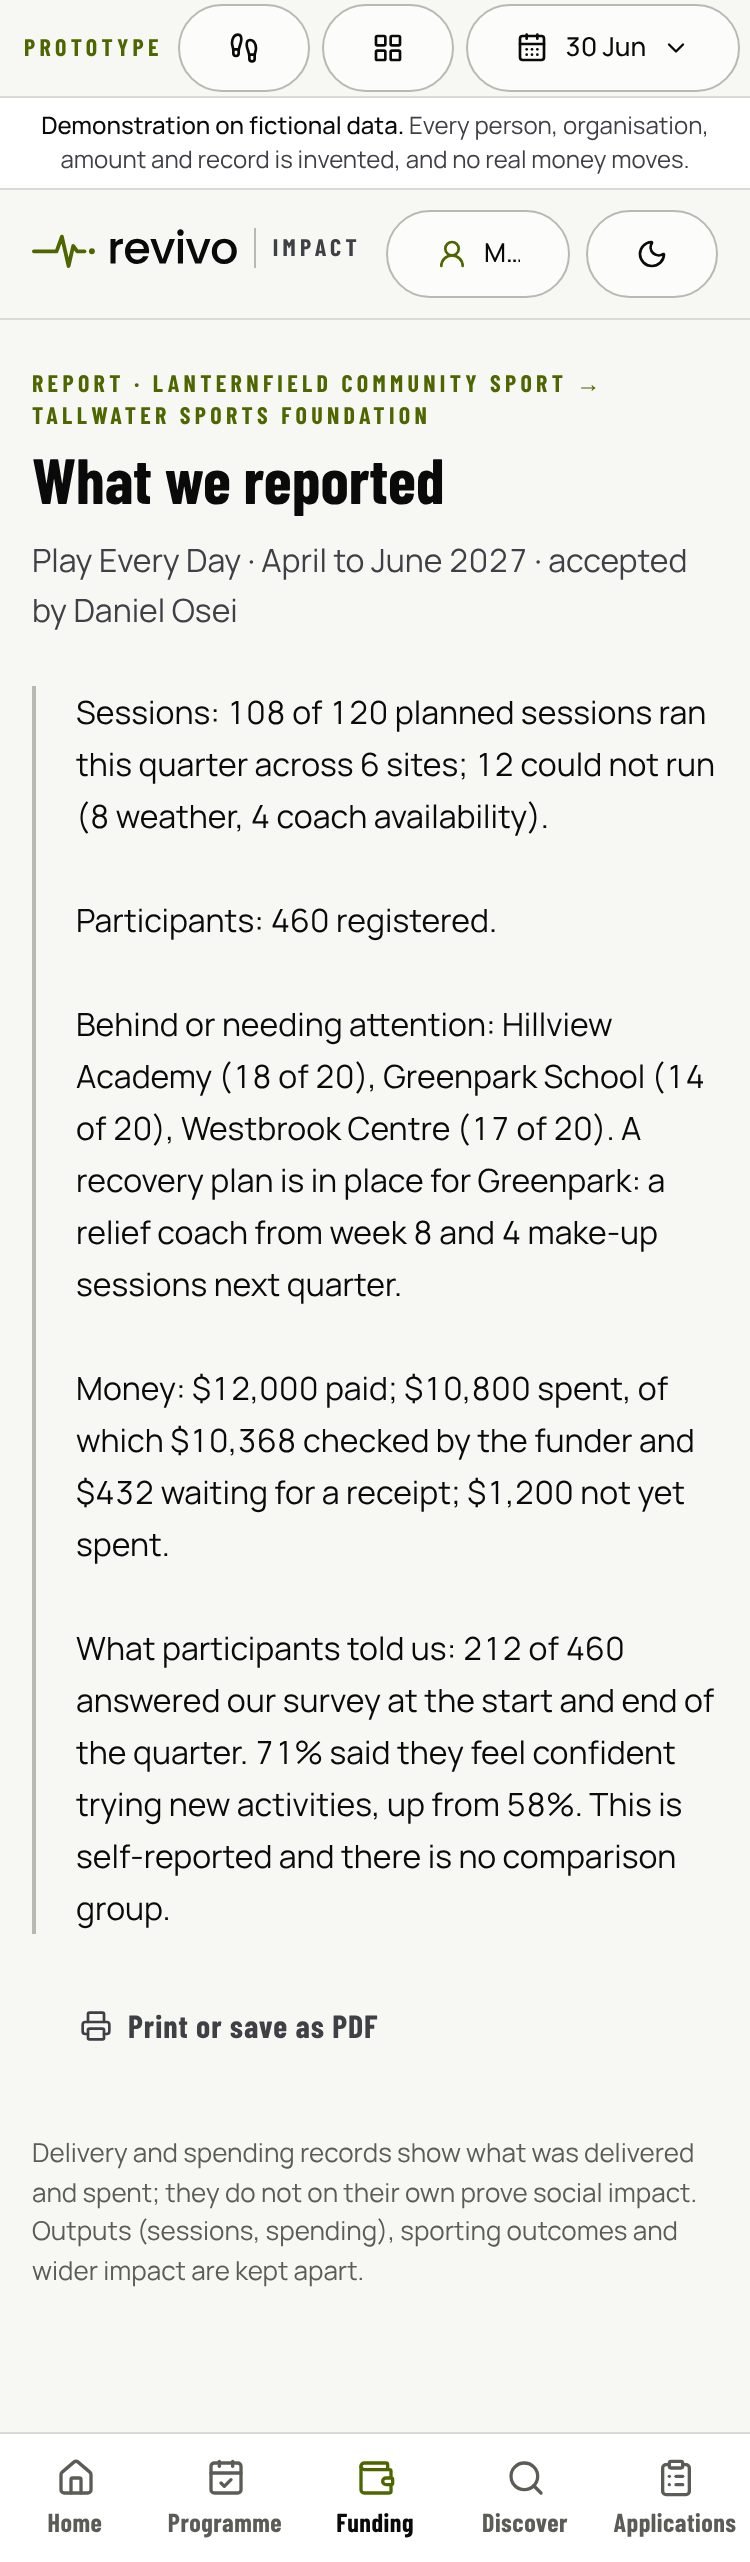 PROTOTYPE
30 Jun
Demonstration on fictional data. Every person, organisation,
amount and record is invented, and no real money moves.
revivo
IMPACT
M...
REPORT · LANTERNFIELD COMMUNITY SPORT →
TALLWATER SPORTS FOUNDATION
What we reported
Play Every Day · April to June 2027 · accepted
by Daniel Osei
Sessions: 108 of 120 planned sessions ran
this quarter across 6 sites; 12 could not run
(8 weather, 4 coach availability).
Participants: 460 registered.
Behind or needing attention: Hillview
Academy (18 of 20), Greenpark School (14
of 20), Westbrook Centre (17 of 20). A
recovery plan is in place for Greenpark: a
relief coach from week 8 and 4 make-up
sessions next quarter.
Money: $12,000 paid; $10,800 spent, of
which $10,368 checked by the funder and
$432 waiting for a receipt; $1,200 not yet
spent.
What participants told us: 212 of 460
answered our survey at the start and end of
the quarter. 71% said they feel confident
trying new activities, up from 58%. This is
self-reported and there is no comparison
group.
Print or save as PDF
Delivery and spending records show what was delivered
and spent; they do not on their own prove social impact.
Outputs (sessions, spending), sporting outcomes and
wider impact are kept apart.
Home
Programme
Funding
Discover
Applications